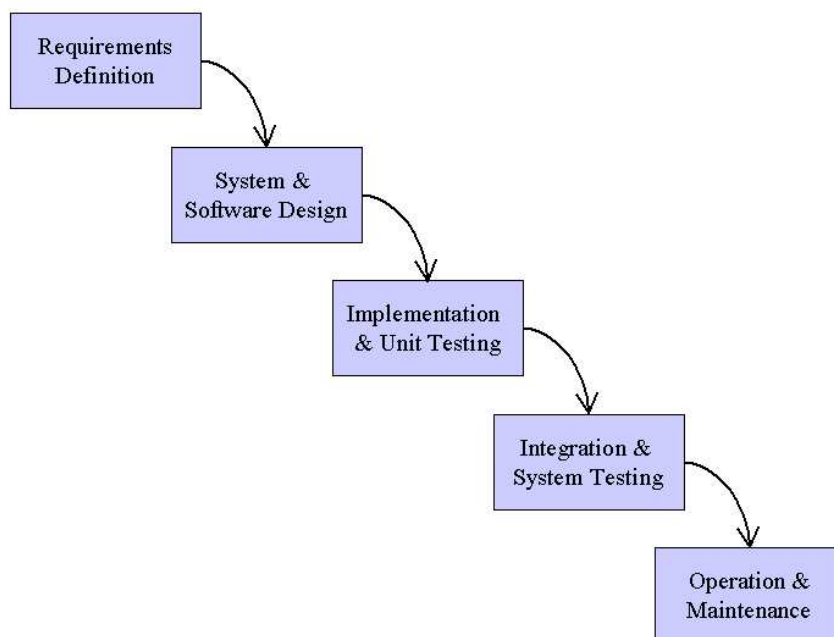 Requirements
Definition
System &
Software Design
Implementation
& Unit Testing
Integration &
System Testing
Operation &
Maintenance